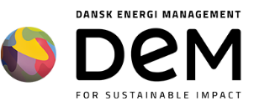 DANSK ENERGI MANAGEMENT
DEM
FOR SUSTAINABLE IMPACT